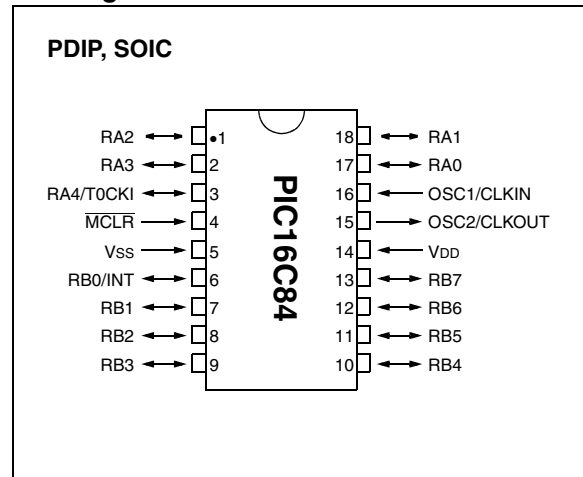 PDIP, SOIC
RA2 •1 18 RA1
RA3 2 17 RA0
RA4/T0CKI 3 16 OSC1/CLKIN
MCLR 4 15 OSC2/CLKOUT
VSS 5 14 VDD
RB0/INT 6 13 RB7
RB1 7 12 RB6
RB2 8 11 RB5
RB3 9 10 RB4
PIC16C84